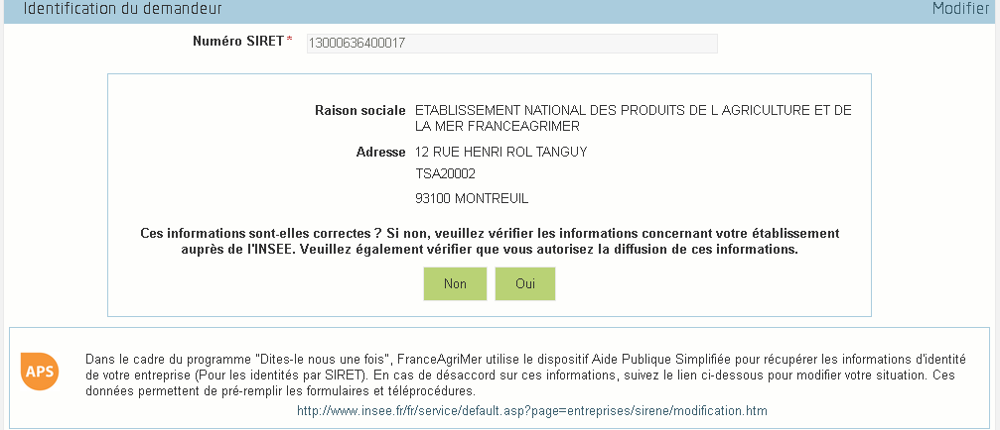 Identification du demandeur Modifier
Numéro SIRET * 13000636400017
Raison sociale ETABLISSEMENT NATIONAL DES PRODUITS DE L AGRICULTURE ET DE
LA MER FRANCEAGRIMER
Adresse 12 RUE HENRI ROL TANGUY
TSA20002
93100 MONTREUIL
Ces informations sont-elles correctes ? Si non, veuillez vérifier les informations concernant votre établissement
auprès de l'INSEE. Veuillez également vérifier que vous autorisez la diffusion de ces informations.
Non Oui
APS
Dans le cadre du programme "Dites-le nous une fois", FranceAgriMer utilise le dispositif Aide Publique Simplifiée pour récupérer les informations d'identité
de votre entreprise (Pour les identités par SIRET). En cas de désaccord sur ces informations, suivez le lien ci-dessous pour modifier votre situation. Ces
données permettent de pré-remplir les formulaires et téléprocédures.
http://www.insee.fr/fr/service/default.asp?page=entreprises/sirene/modification.htm